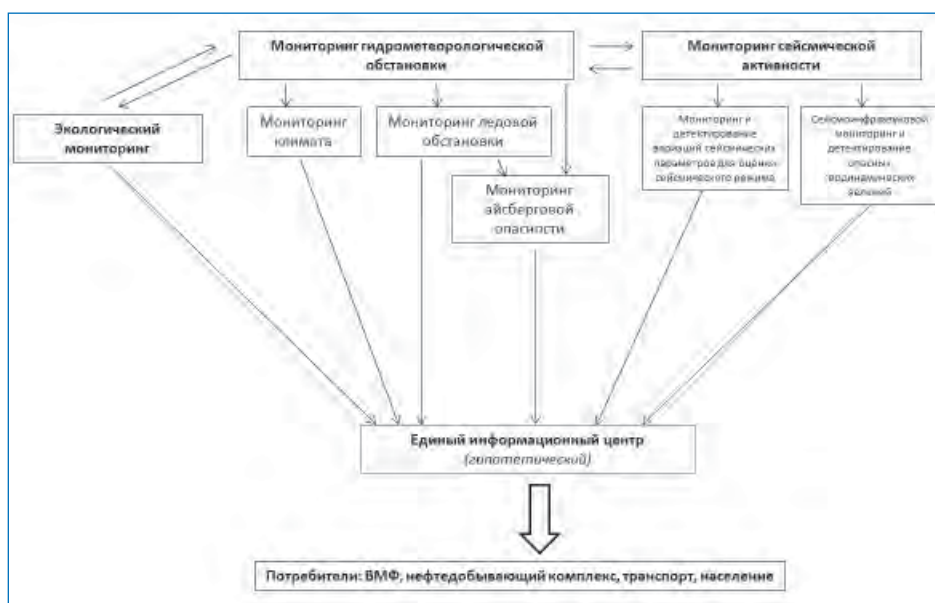 Мониторинг гидрометеорологической
обстановки
Мониторинг сейсмической
активности
Экологический
мониторинг
Мониторинг
климата
Мониторинг ледовой
обстановки
Мониторинг
айсберговой
опасности
Мониторинг и
детектирование
вариаций сейсмических
параметров для оценки
сейсмического режима
Сейсмоинфразвуковой
мониторинг и
детектирование
опасных
геодинамических
явлений
Единый информационный центр
(гипотетический)
Потребители: ВМФ, нефтедобывающий комплекс, транспорт, население